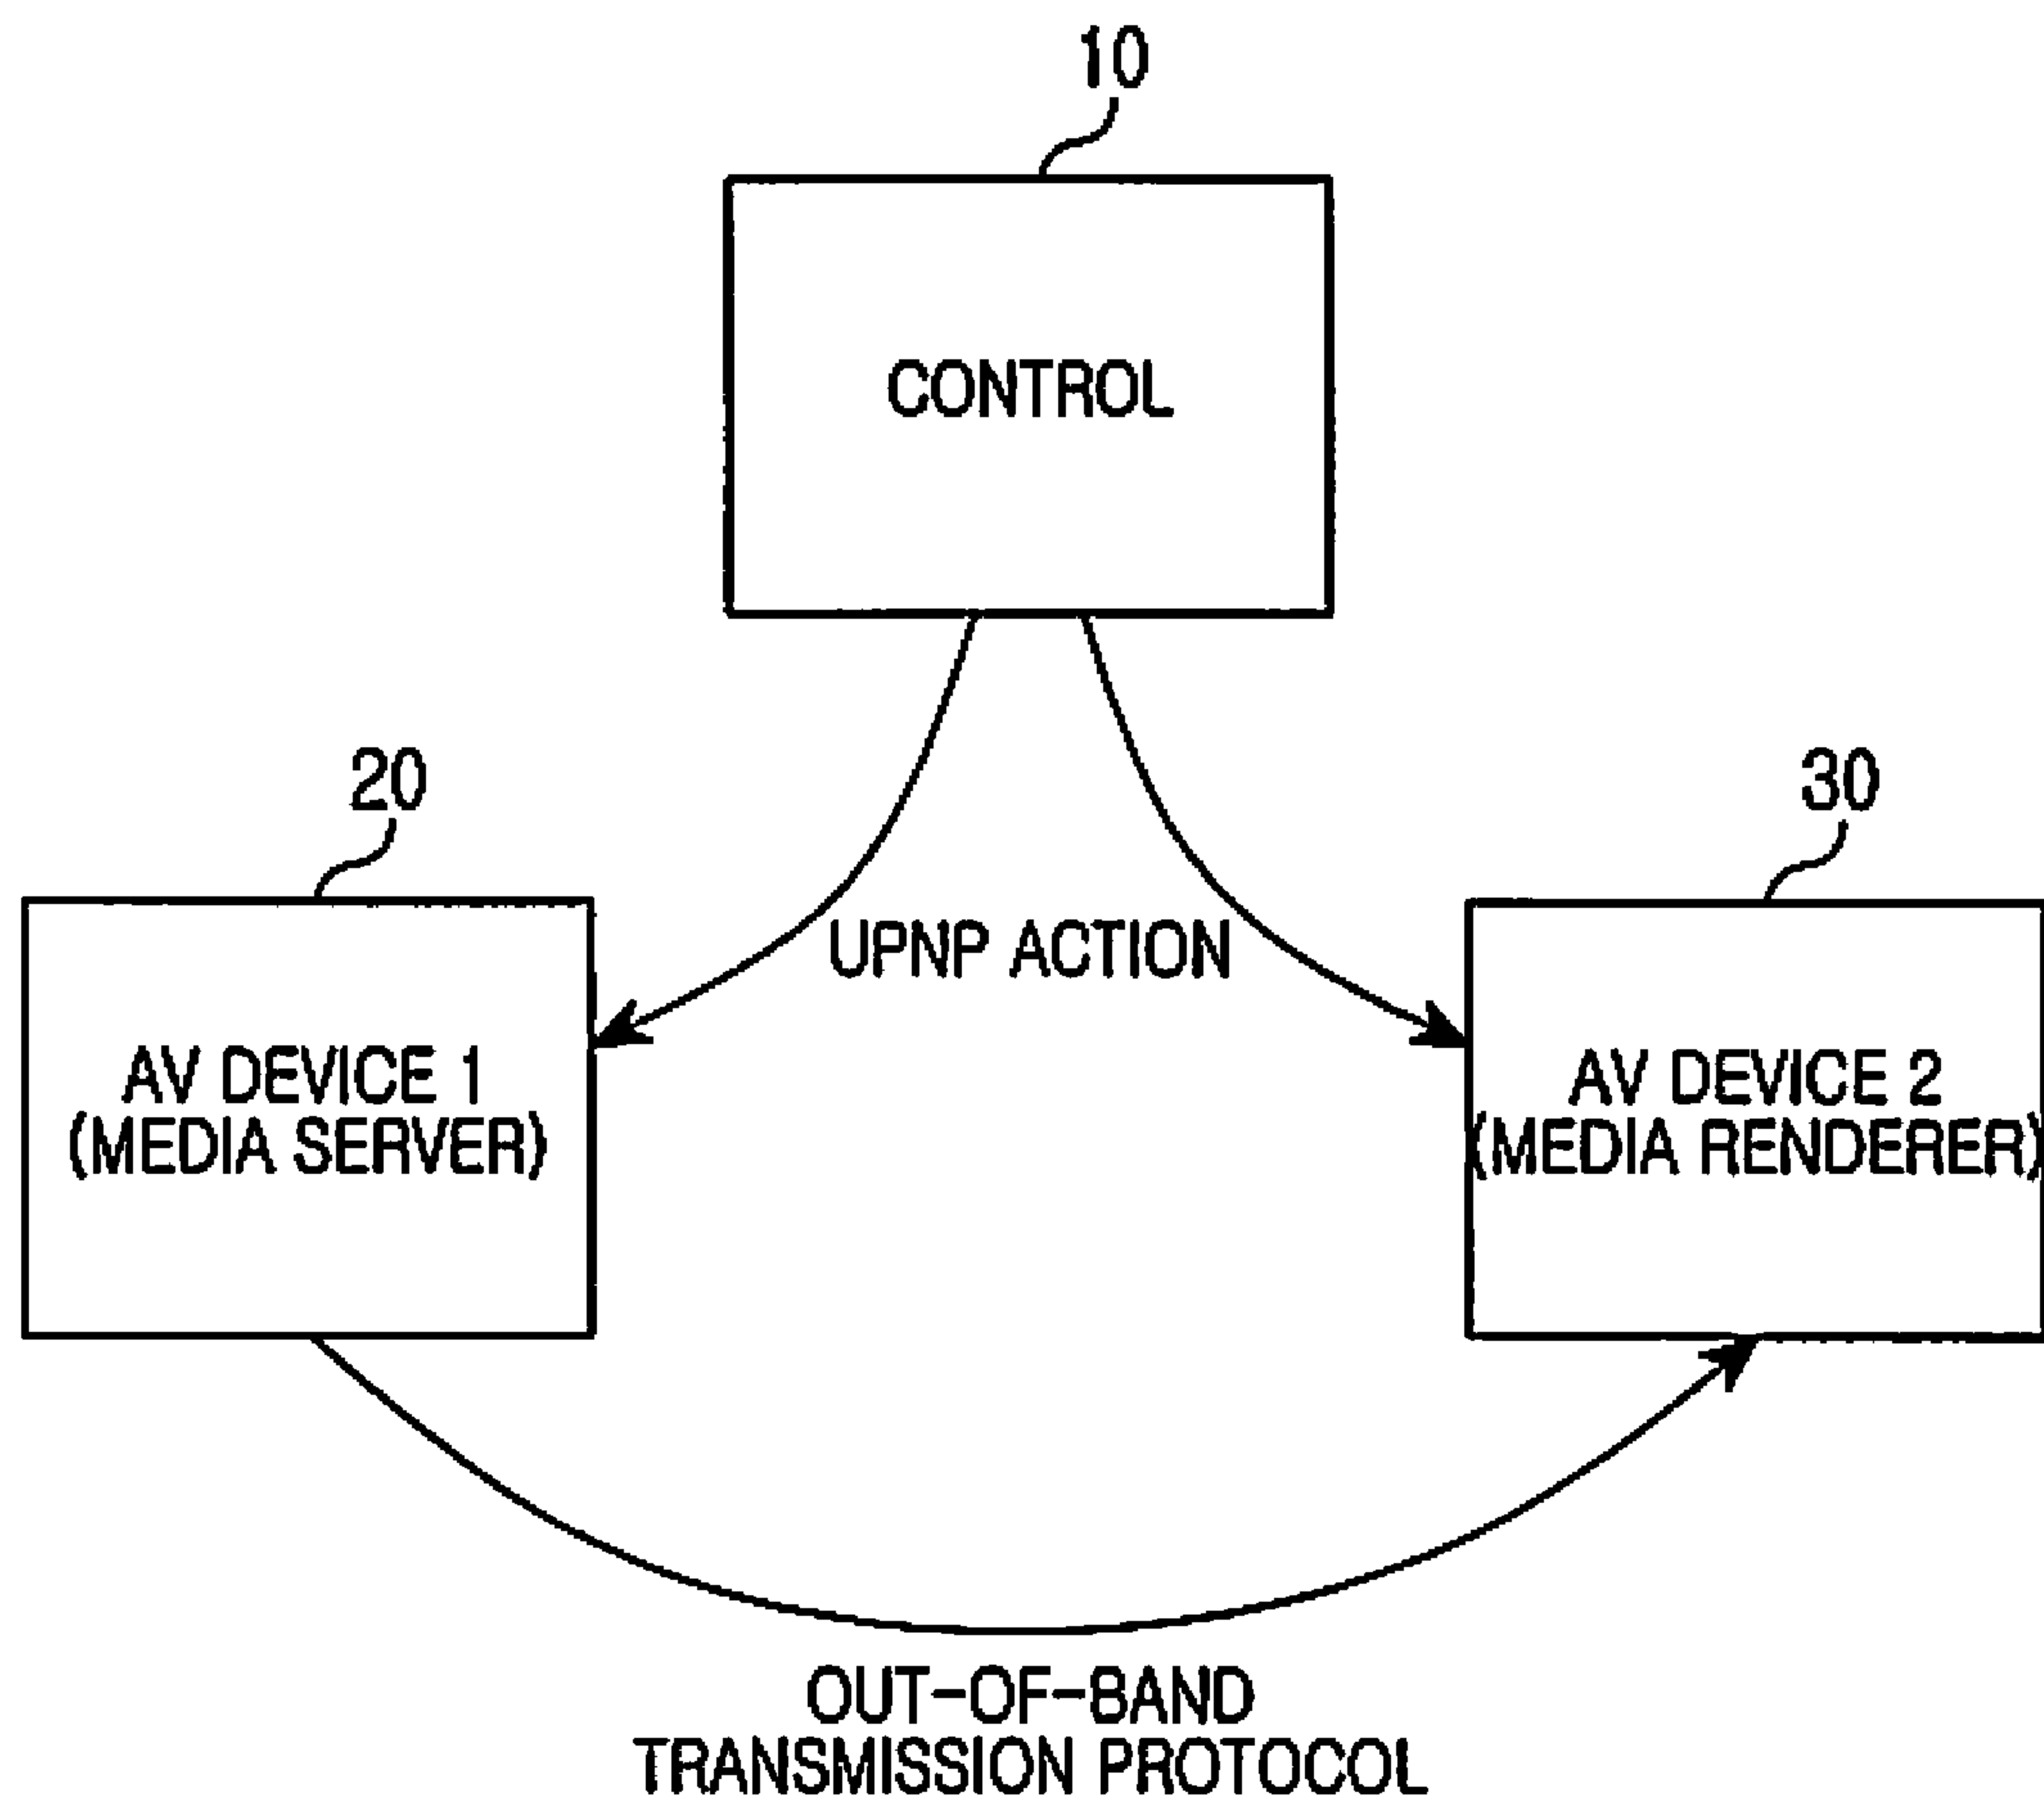 10
CONTROL
20
30
UPNP ACTION
AV DEVICE 1
(MEDIA SERVER)
AV DEVICE 2
(MEDIA RENDERER)
OUT-OF-BAND
TRANSMISSION PROTOCOL